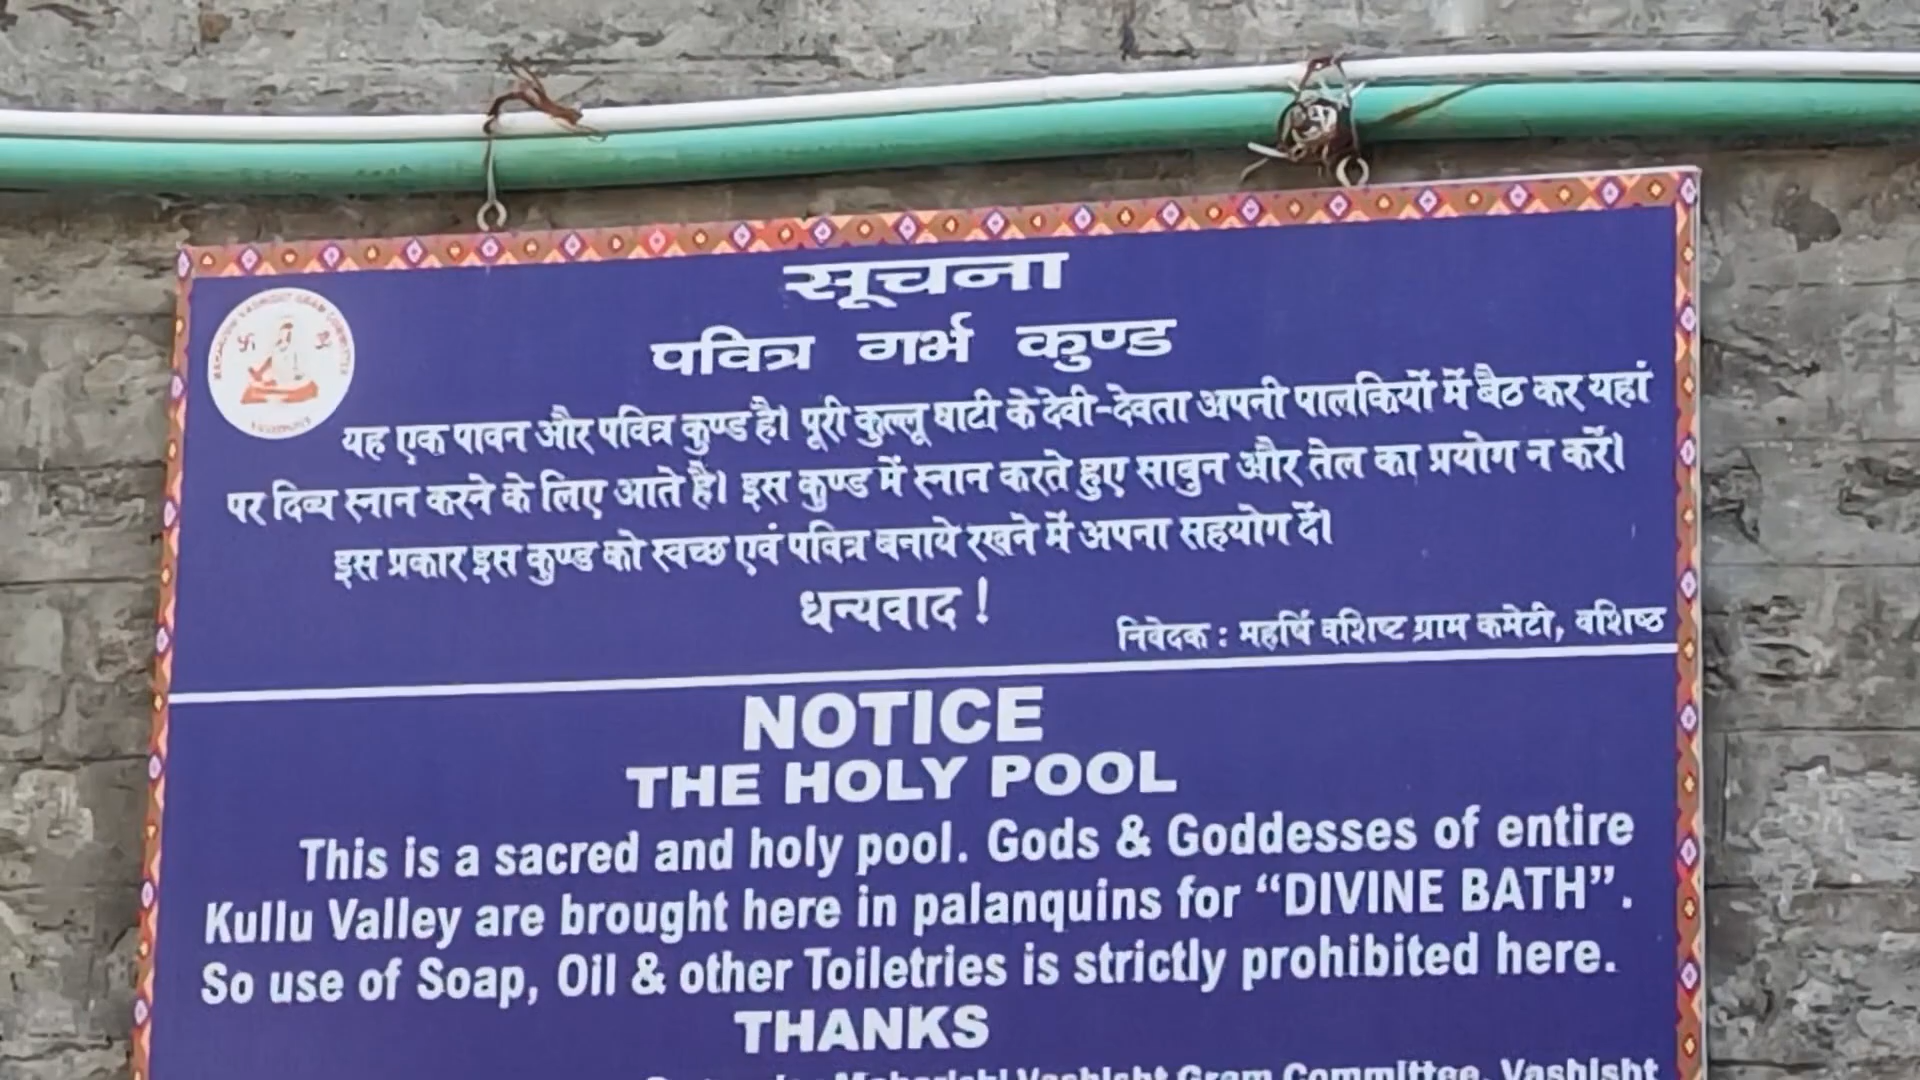 सूचना
पवित्र गर्भ कुण्ड
यह एक पावन और पवित्र कुण्ड है। पूरी कुल्लू घाटी के देवी-देवता अपनी पालकियों में बैठ कर यहां
पर दिव्य स्नान करने के लिए आते है। इस कुण्ड में स्नान करते हुए साबुन और तेल का प्रयोग न करें।
इस प्रकार इस कुण्ड को स्वच्छ एवं पवित्र बनाये रखने में अपना सहयोग दें।
धन्यवाद !
निवेदक : महर्षि वशिष्ट ग्राम कमेटी, वशिष्ठ
NOTICE
THE HOLY POOL
This is a sacred and holy pool. Gods & Goddesses of entire
Kullu Valley are brought here in palanquins for “DIVINE BATH”.
So use of Soap, Oil & other Toiletries is strictly prohibited here.
THANKS
Maharishi Vashisht Gram Committee, Vashisht